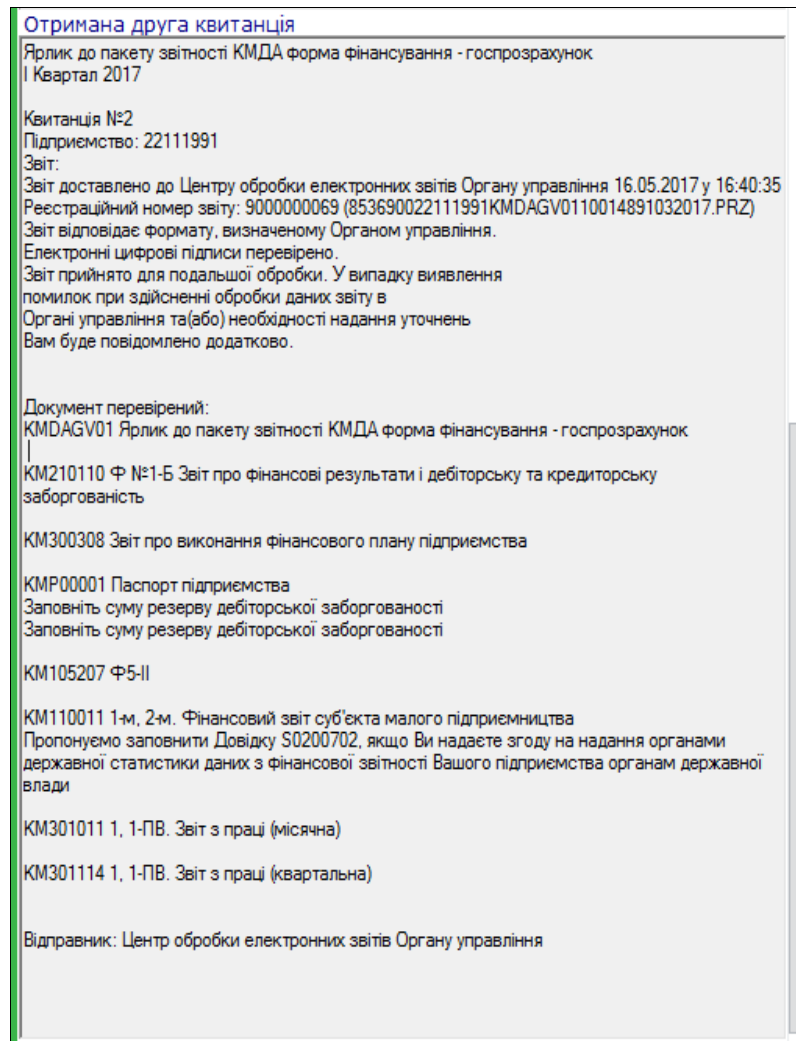 Отримана друга квитанція
Ярлик до пакету звітності КМДА форма фінансування - госпрозрахунок
І Квартал 2017
Квитанція №2
Підприємство: 22111991
Звіт:
Звіт доставлено до Центру обробки електронних звітів Органу управління 16.05.2017 у 16:40:35
Реєстраційний номер звіту: 9000000069 (853690022111991KMDAGV0110014891032017.PRZ)
Звіт відповідає формату, визначеному Органом управління.
Електронні цифрові підписи перевірено.
Звіт прийнято для подальшої обробки. У випадку виявлення
помилок при здійсненні обробки даних звіту в
Органі управління та(або) необхідності надання уточнень
Вам буде повідомлено додатково.
Документ перевірений:
KMDAGV01 Ярлик до пакету звітності КМДА форма фінансування - госпрозрахунок
KM210110 Ф №1-Б Звіт про фінансові результати і дебіторську та кредиторську
заборгованість
KM300308 Звіт про виконання фінансового плану підприємства
KMP00001 Паспорт підприємства
Заповніть суму резерву дебіторської заборгованості
Заповніть суму резерву дебіторської заборгованості
KM105207 Ф5-ІІ
KM110011 1-м, 2-м. Фінансовий звіт суб'єкта малого підприємництва
Пропонуємо заповнити Довідку S0200702, якщо Ви надаєте згоду на надання органами
державної статистики даних з фінансової звітності Вашого підприємства органам державної
влади
KM301011 1, 1-ПВ. Звіт з праці (місячна)
KM301114 1, 1-ПВ. Звіт з праці (квартальна)
Відправник: Центр обробки електронних звітів Органу управління